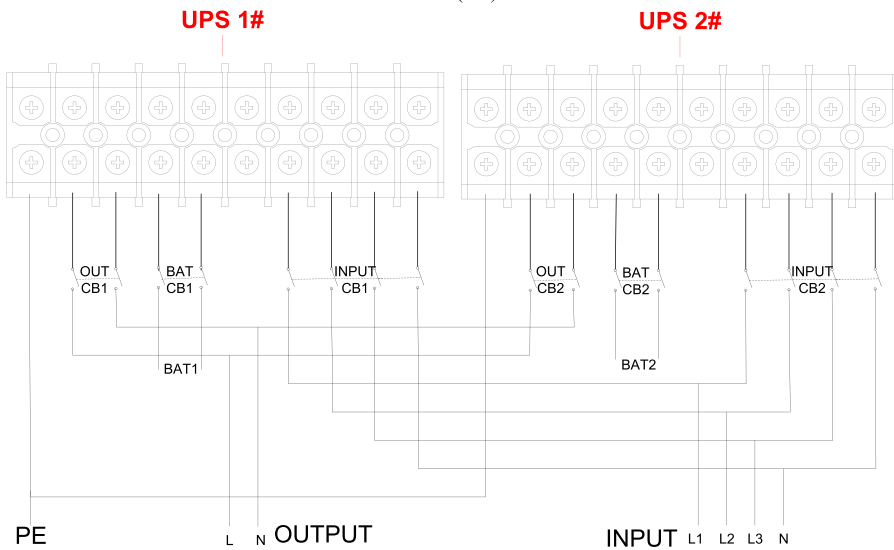 UPS 1#
UPS 2#
OUT
CB1
BAT
CB1
INPUT
CB1
OUT
CB2
BAT
CB2
INPUT
CB2
BAT1
BAT2
PE
L
N
OUTPUT
INPUT
L1
L2
L3
N